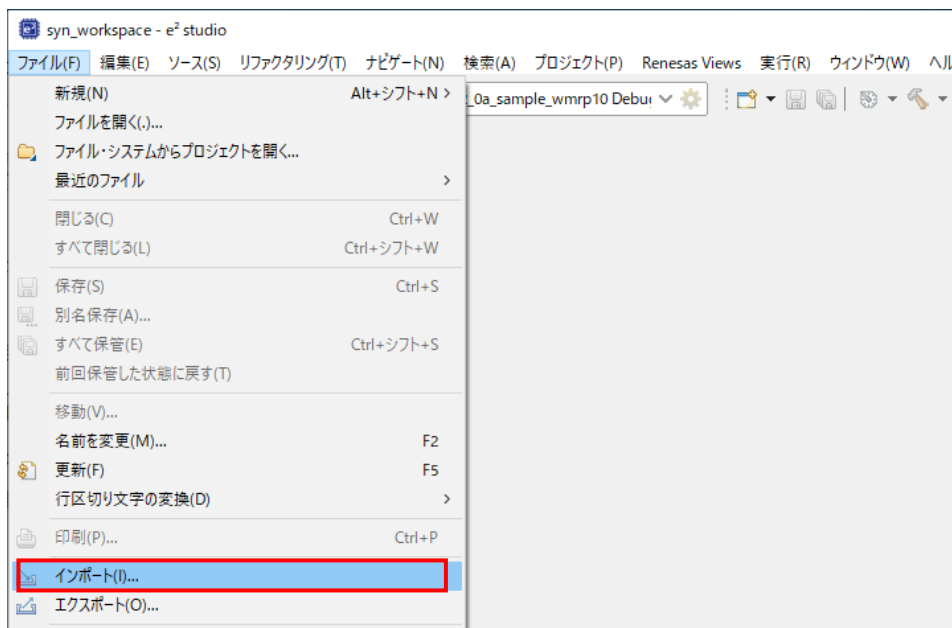 syn_workspace - e² studio
ファイル(F) 編集(E) ソース(S) リファクタリング(T) ナビゲート(N) 検索(A) プロジェクト(P) Renesas Views 実行(R) ウィンドウ(W)
新規(N) Alt+シフト+N >
_0a_sample_wmrp10 Debu
ファイルを開く(.)...
ファイル・システムからプロジェクトを開く...
最近のファイル >
閉じる(C) Ctrl+W
すべて閉じる(L) Ctrl+シフト+W
保存(S) Ctrl+S
別名保存(A)...
すべて保管(E) Ctrl+シフト+S
前回保管した状態に戻す(T)
移動(V)...
名前を変更(M)... F2
更新(F) F5
行区切り文字の変換(D) >
印刷(P)... Ctrl+P
インポート(I)...
エクスポート(O)...